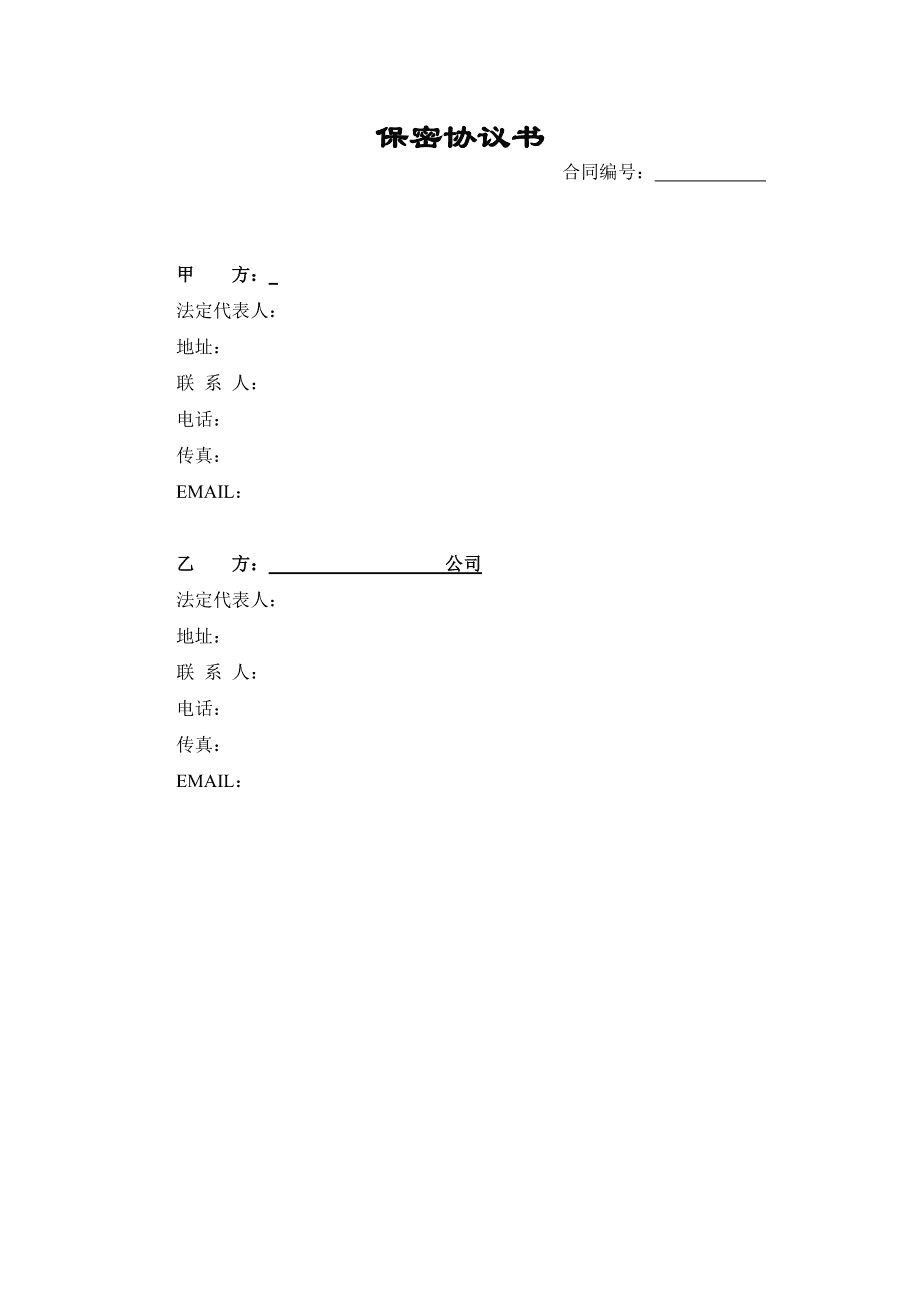 保密协议书
合同编号：____________
甲　　方：_
法定代表人：
地址：
联 系 人：
电话：
传真：
EMAIL：
乙　　方：___________________公司
法定代表人：
地址：
联 系 人：
电话：
传真：
EMAIL：